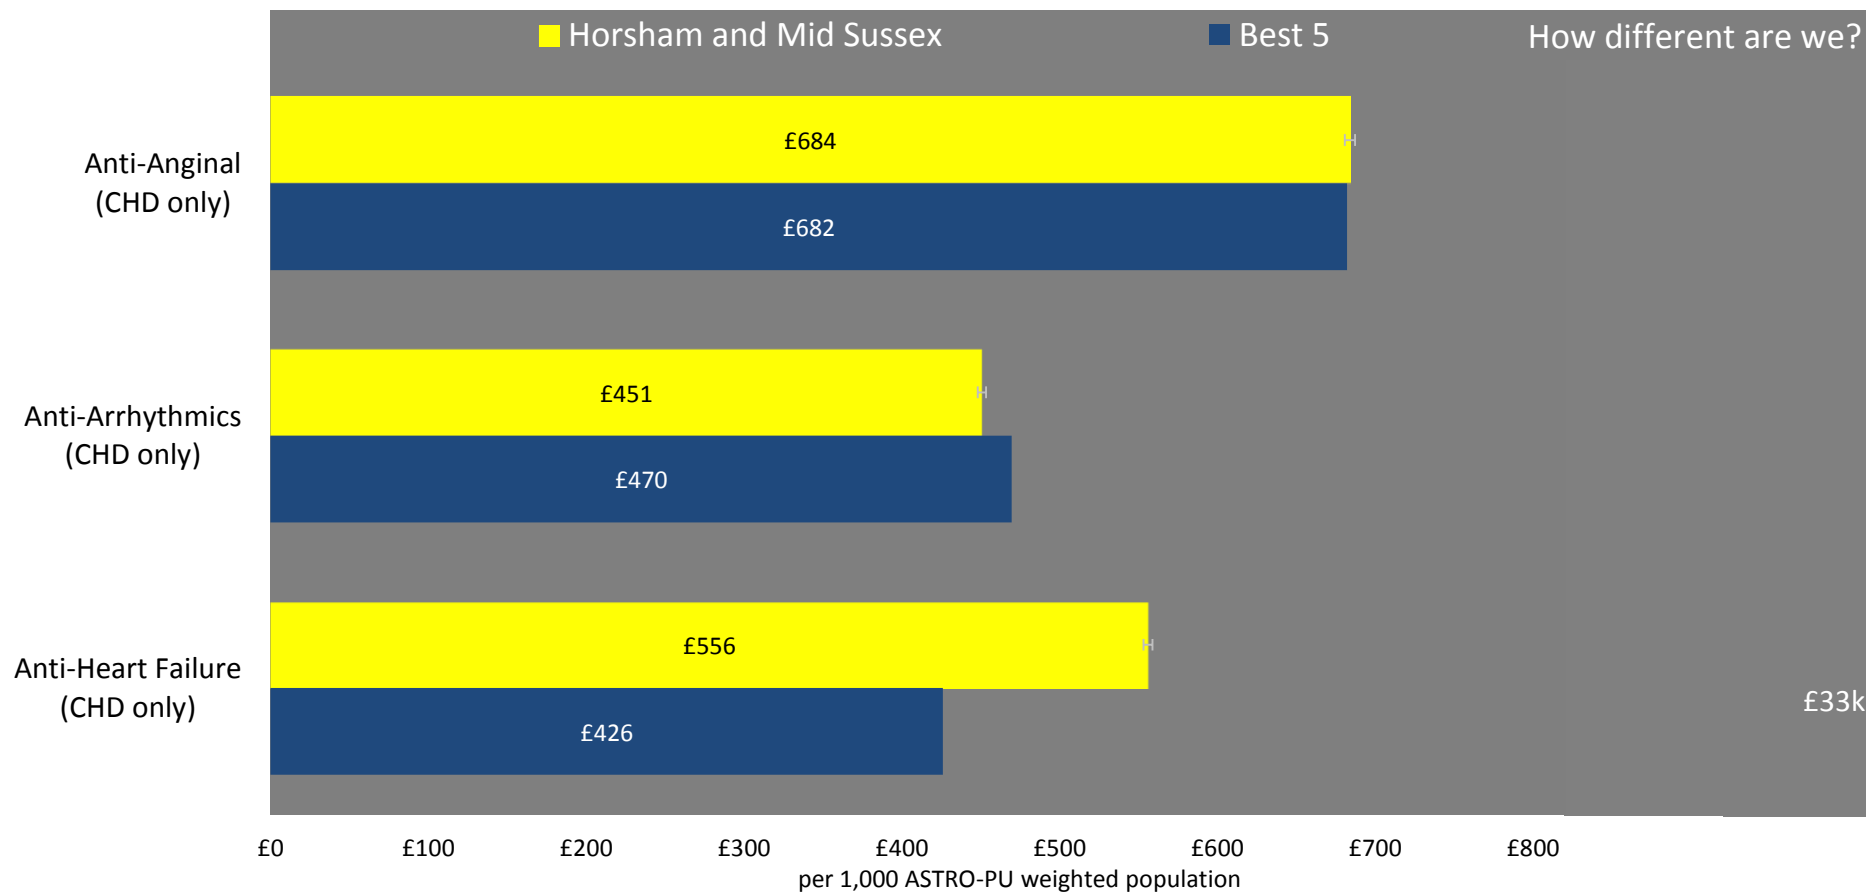 Horsham and Mid Sussex
Best 5
How different are we?
Anti-Anginal
(CHD only)
£684
£682
Anti-Arrhythmics
(CHD only)
£451
£470
Anti-Heart Failure
(CHD only)
£556
£426
£33k
£0 £100 £200 £300 £400 £500 £600 £700 £800
per 1,000 ASTRO-PU weighted population